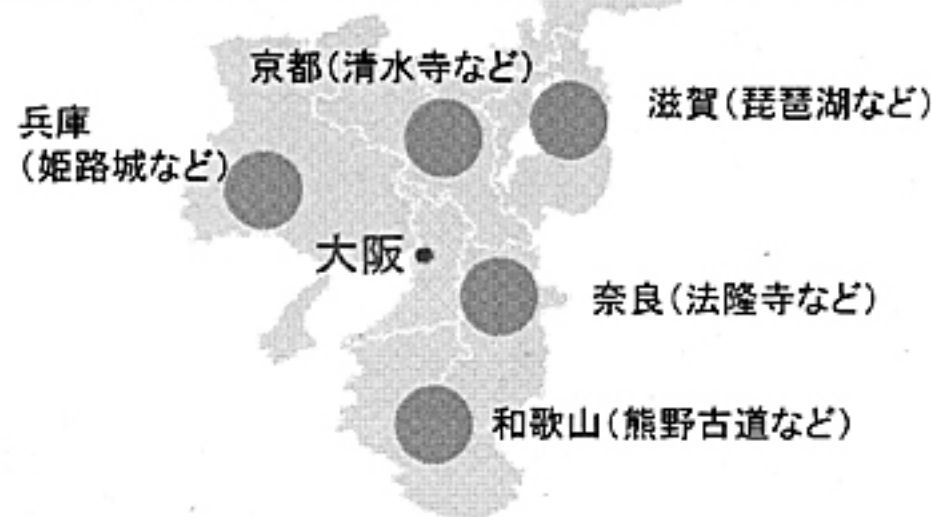 京都(清水寺など)
滋賀(琵琶湖など)
兵庫
(姫路城など)
大阪
奈良(法隆寺など)
和歌山(熊野古道など)